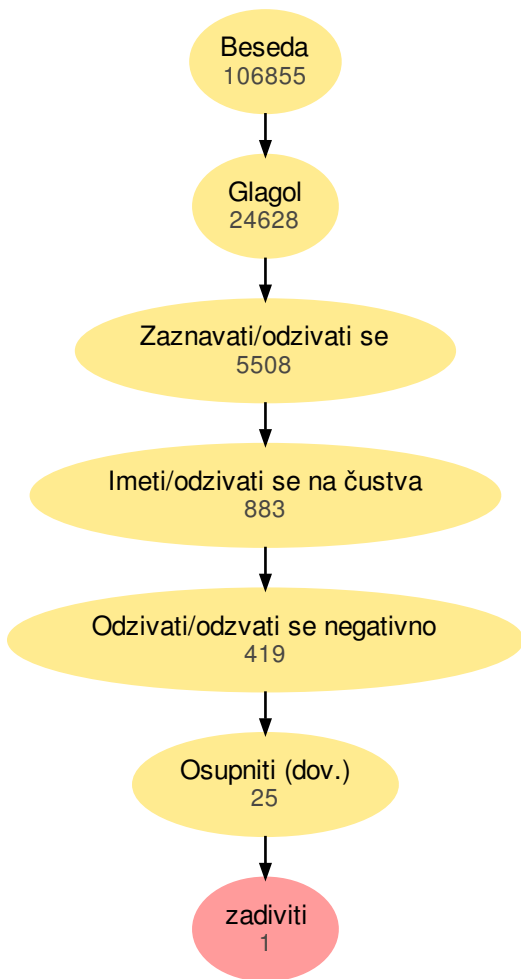 Beseda
106855
Glagol
24628
Zaznavati/odzivati se
5508
Imeti/odzivati se na čustva
883
Odzivati/odzvati se negativno
419
Osupniti (dov.)
25
zadiviti
1